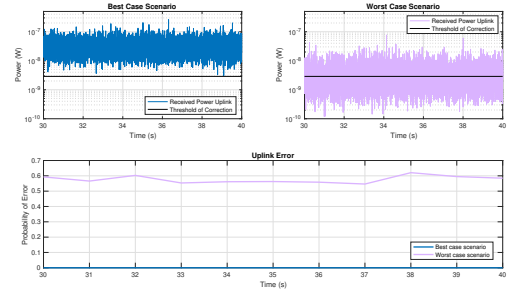 Best Case Scenario
10^-7
10^-8
10^-9
10^-10
Power (W)
Received Power Uplink
Threshold of Correction
30 32 34 36 38 40
Time (s)
Worst Case Scenario
10^-7
10^-8
10^-9
10^-10
Power (W)
Received Power Uplink
Threshold of Correction
30 32 34 36 38 40
Time (s)
Uplink Error
0.7
0.6
0.5
0.4
0.3
0.2
0.1
0
Probability of Error
Best case scenario
Worst case scenario
30 31 32 33 34 35 36 37 38 39 40
Time (s)